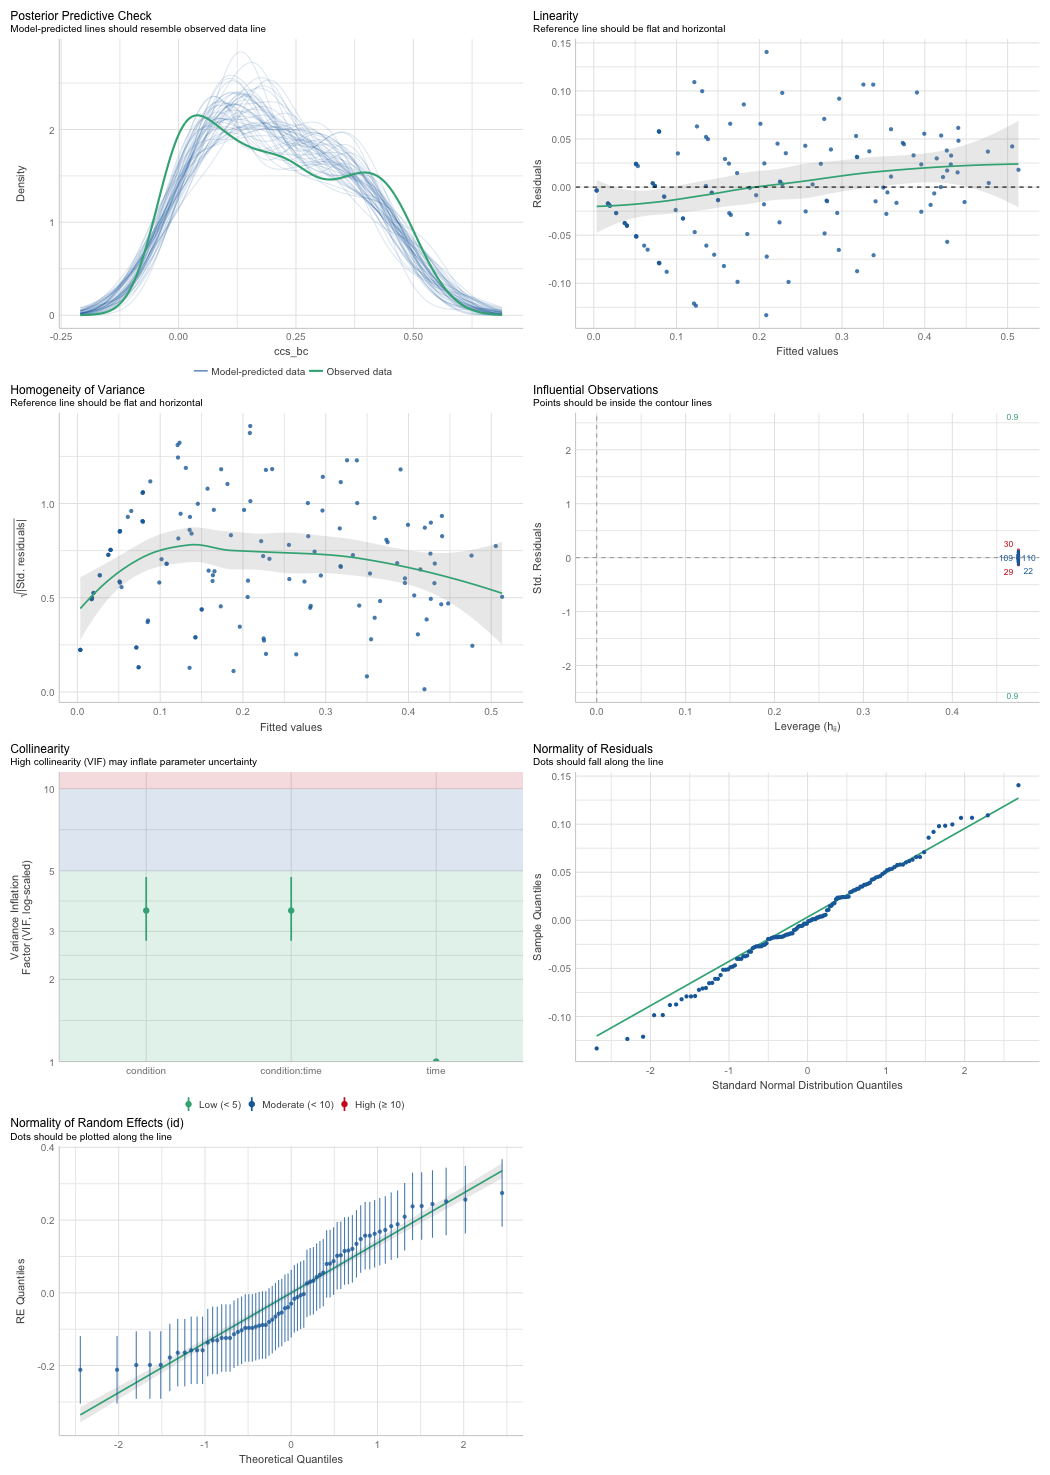 Posterior Predictive Check
Model-predicted lines should resemble observed data line
Density
2
1
0
-0.25
0.00
0.25
0.50
ccs_bc
Model-predicted data
Observed data
Linearity
Reference line should be flat and horizontal
Residuals
0.15
0.10
0.05
0.00
-0.05
-0.10
0.0
0.1
0.2
0.3
0.4
0.5
Fitted values
Homogeneity of Variance
Reference line should be flat and horizontal
√|Std. residuals|
1.0
0.5
0.0
0.0
0.1
0.2
0.3
0.4
0.5
Fitted values
Influential Observations
Points should be inside the contour lines
Std. Residuals
2
1
0
-1
-2
0.9
30
109
110
29
22
0.9
0.0
0.1
0.2
0.3
0.4
Leverage (hᵢᵢ)
Collinearity
High collinearity (VIF) may inflate parameter uncertainty
Variance Inflation
Factor (VIF, log-scaled)
10
5
3
2
1
condition
condition:time
time
Low (< 5)
Moderate (< 10)
High (≥ 10)
Normality of Residuals
Dots should fall along the line
Sample Quantiles
0.15
0.10
0.05
0.00
-0.05
-0.10
-2
-1
0
1
2
Standard Normal Distribution Quantiles
Normality of Random Effects (id)
Dots should be plotted along the line
RE Quantiles
0.4
0.2
0.0
-0.2
-2
-1
0
1
2
Theoretical Quantiles